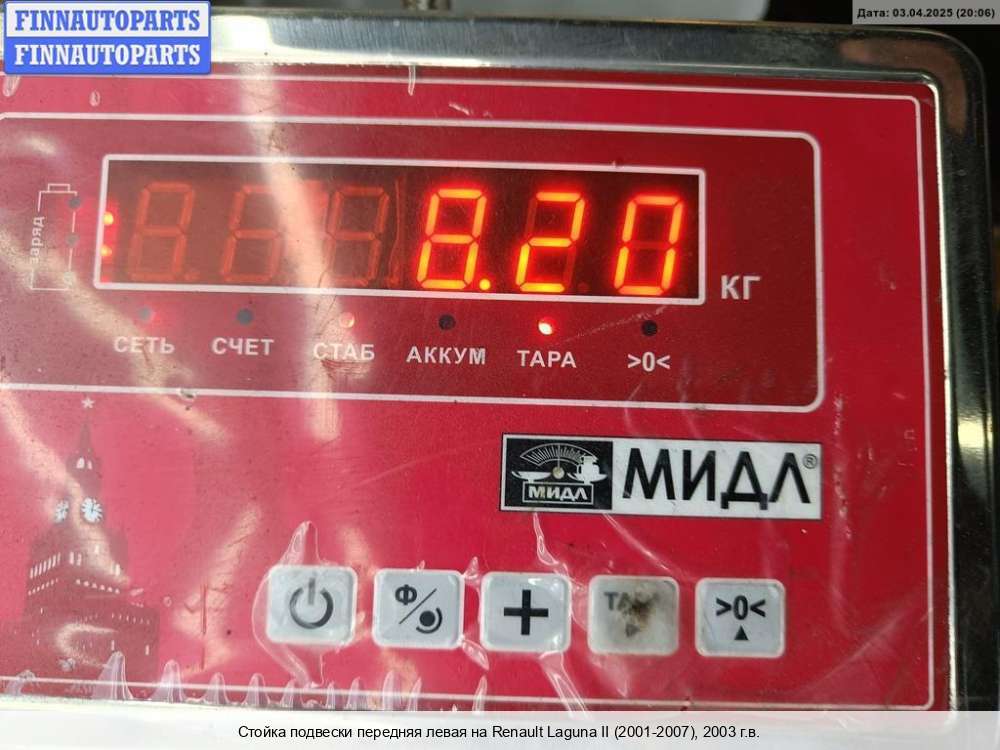 FINNAUTOPARTS
FINNAUTOPARTS
Дата: 03.04.2025 (20:06)
заряд
8.20
КГ
СЕТЬ СЧЕТ СТАБ АККУМ ТАРА >0<
МИДЛ МИДЛ®
Ф ТАРА >0<
Стойка подвески передняя левая на Renault Laguna II (2001-2007), 2003 г.в.